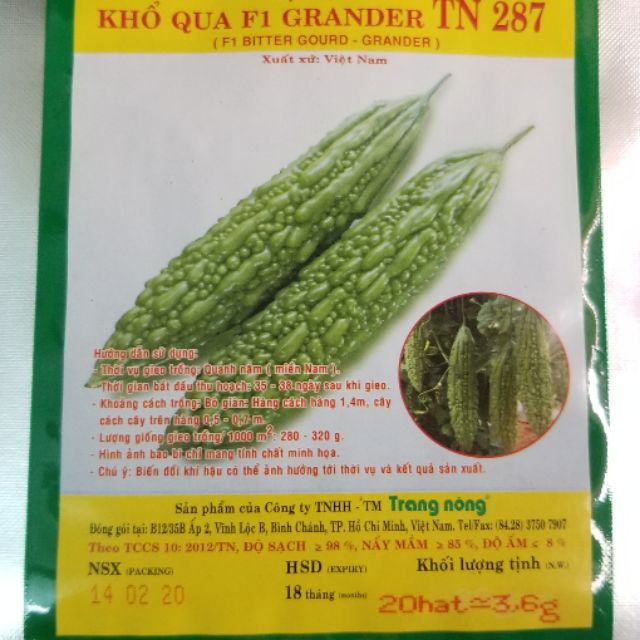 KHỔ QUA F1 GRANDER TN 287
( F1 BITTER GOURD - GRANDER )
Xuất xứ: Việt Nam
Hướng dẫn sử dụng:
- Thời vụ gieo trồng: Quanh năm ( miền Nam ).
- Thời gian bắt đầu thu hoạch: 35 - 38 ngày sau khi gieo.
- Khoảng cách trồng: Bò giàn: Hàng cách hàng 1,4m, cây
cách cây trên hàng 0,5 - 0,7 m.
- Lượng giống gieo trồng/ 1000 m²: 280 - 320 g.
- Hình ảnh bao bì chỉ mang tính chất minh họa.
- Chú ý: Biến đổi khí hậu có thể ảnh hưởng tới thời vụ và kết quả sản xuất.
Sản phẩm của Công ty TNHH - TM Trang nông
Đóng gói tại: B12/35B Ấp 2, Vĩnh Lộc B, Bình Chánh, TP. Hồ Chí Minh, Việt Nam. Tel/Fax: (84.28) 3750 7907
Theo TCCS 10: 2012/TN, ĐỘ SẠCH ≥ 98 %, NẢY MẦM ≥ 85 %, ĐỘ ẨM ≤ 8 %
NSX (PACKING) HSD (EXPIRY) Khối lượng tịnh (N.W.)
14 02 20 18 tháng (months) 20hat≃3,6g